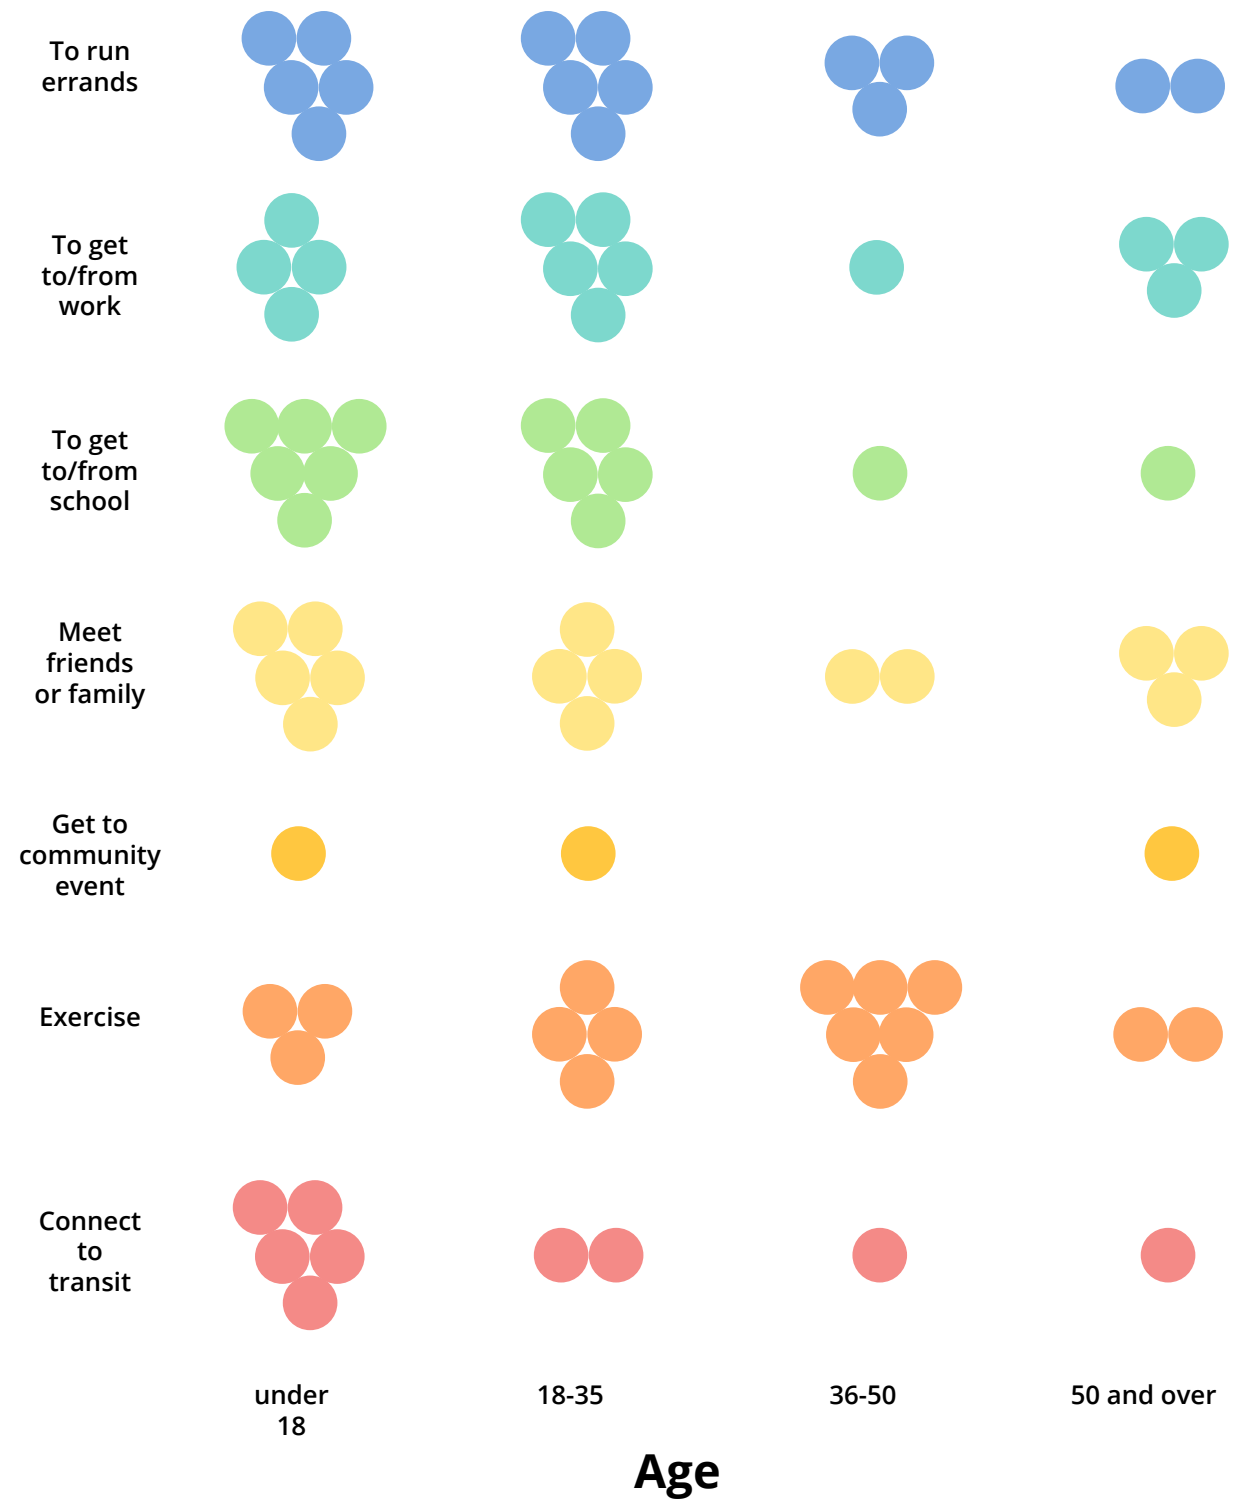 To run
errands
To get
to/from
work
To get
to/from
school
Meet
friends
or family
Get to
community
event
Exercise
Connect
to
transit
under
18
18-35
36-50
50 and over
Age